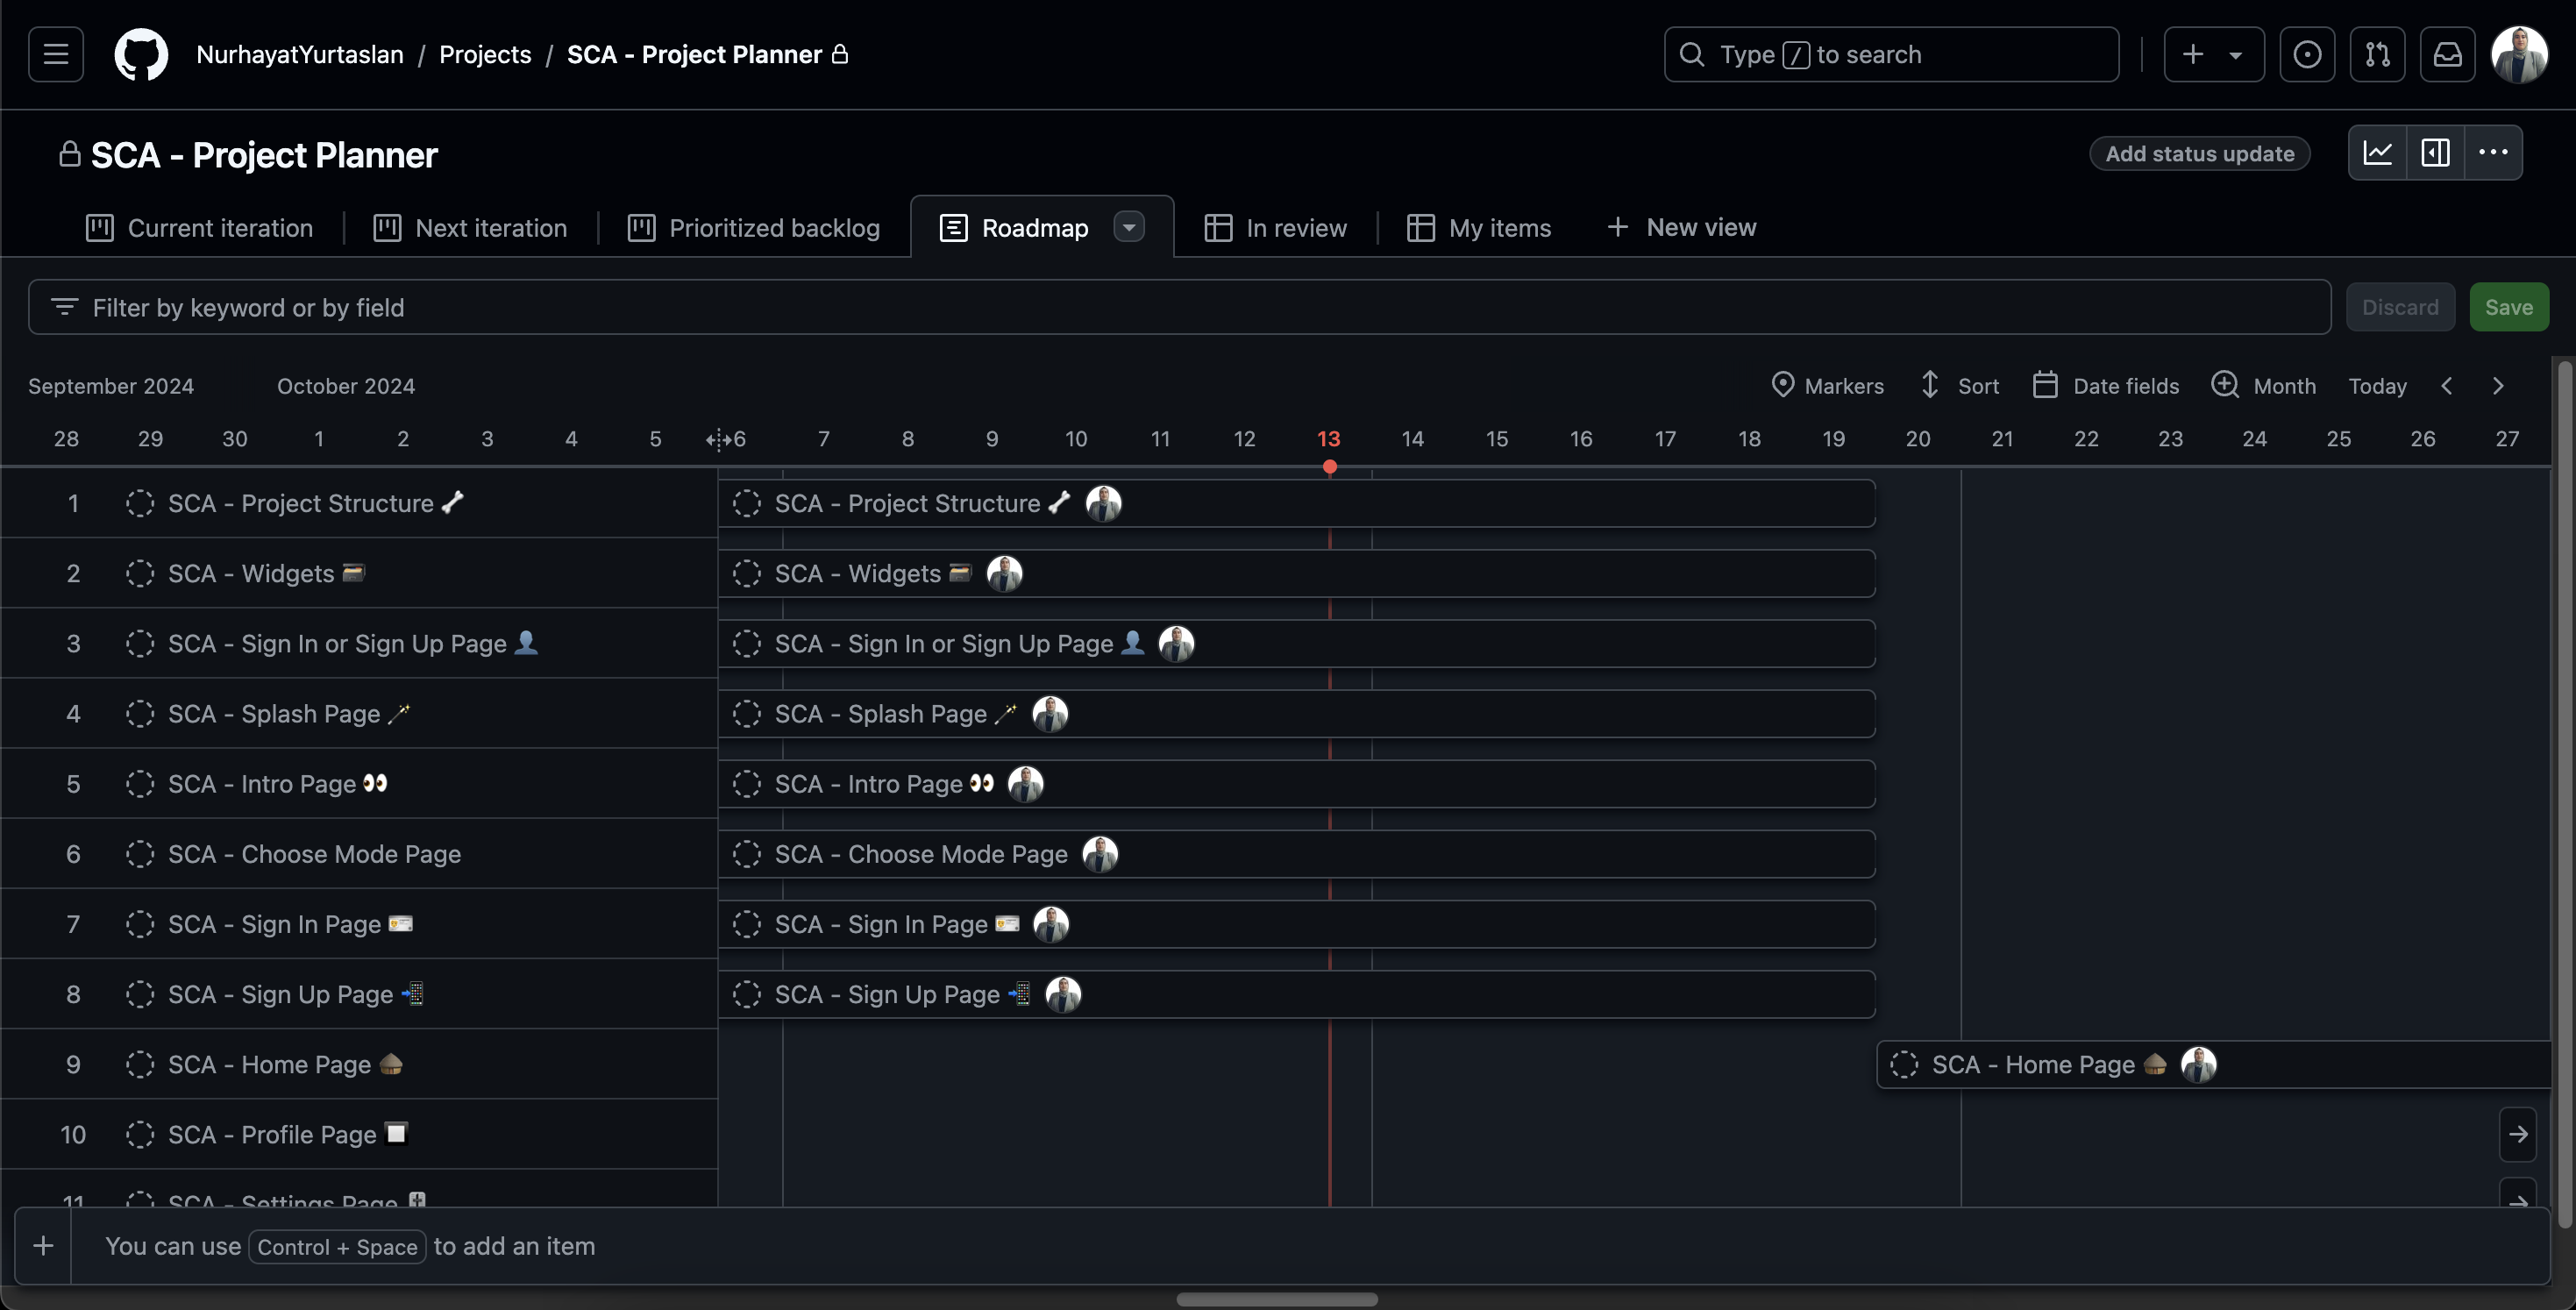 NurhayatYurtaslan / Projects / SCA - Project Planner
Type / to search
SCA - Project Planner
Add status update
Current iteration
Next iteration
Prioritized backlog
Roadmap
In review
My items
New view
Filter by keyword or by field
Discard
Save
September 2024
October 2024
Markers
Sort
Date fields
Month
Today
28 29 30 1 2 3 4 5 6 7 8 9 10 11 12 13 14 15 16 17 18 19 20 21 22 23 24 25 26 27
1 SCA - Project Structure 🦴 SCA - Project Structure 🦴
2 SCA - Widgets 🗃️ SCA - Widgets 🗃️
3 SCA - Sign In or Sign Up Page 👤 SCA - Sign In or Sign Up Page 👤
4 SCA - Splash Page 🪄 SCA - Splash Page 🪄
5 SCA - Intro Page 👀 SCA - Intro Page 👀
6 SCA - Choose Mode Page SCA - Choose Mode Page
7 SCA - Sign In Page 🪪 SCA - Sign In Page 🪪
8 SCA - Sign Up Page 📲 SCA - Sign Up Page 📲
9 SCA - Home Page 🛖 SCA - Home Page 🛖
10 SCA - Profile Page 🔲
11 SCA - Settings Page
You can use Control + Space to add an item